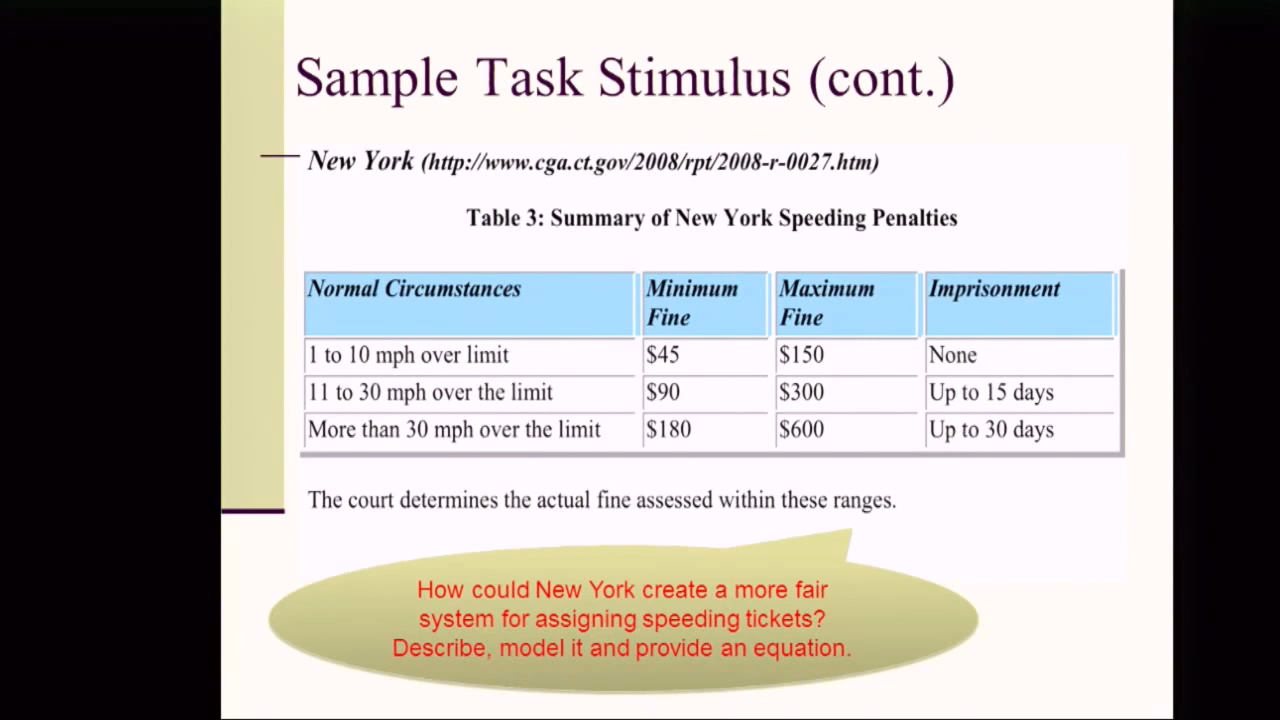 Sample Task Stimulus (cont.)
New York (http://www.cga.ct.gov/2008/rpt/2008-r-0027.htm)
Table 3: Summary of New York Speeding Penalties
Normal Circumstances Minimum Fine Maximum Fine Imprisonment
1 to 10 mph over limit $45 $150 None
11 to 30 mph over the limit $90 $300 Up to 15 days
More than 30 mph over the limit $180 $600 Up to 30 days
The court determines the actual fine assessed within these ranges.
How could New York create a more fair
system for assigning speeding tickets?
Describe, model it and provide an equation.